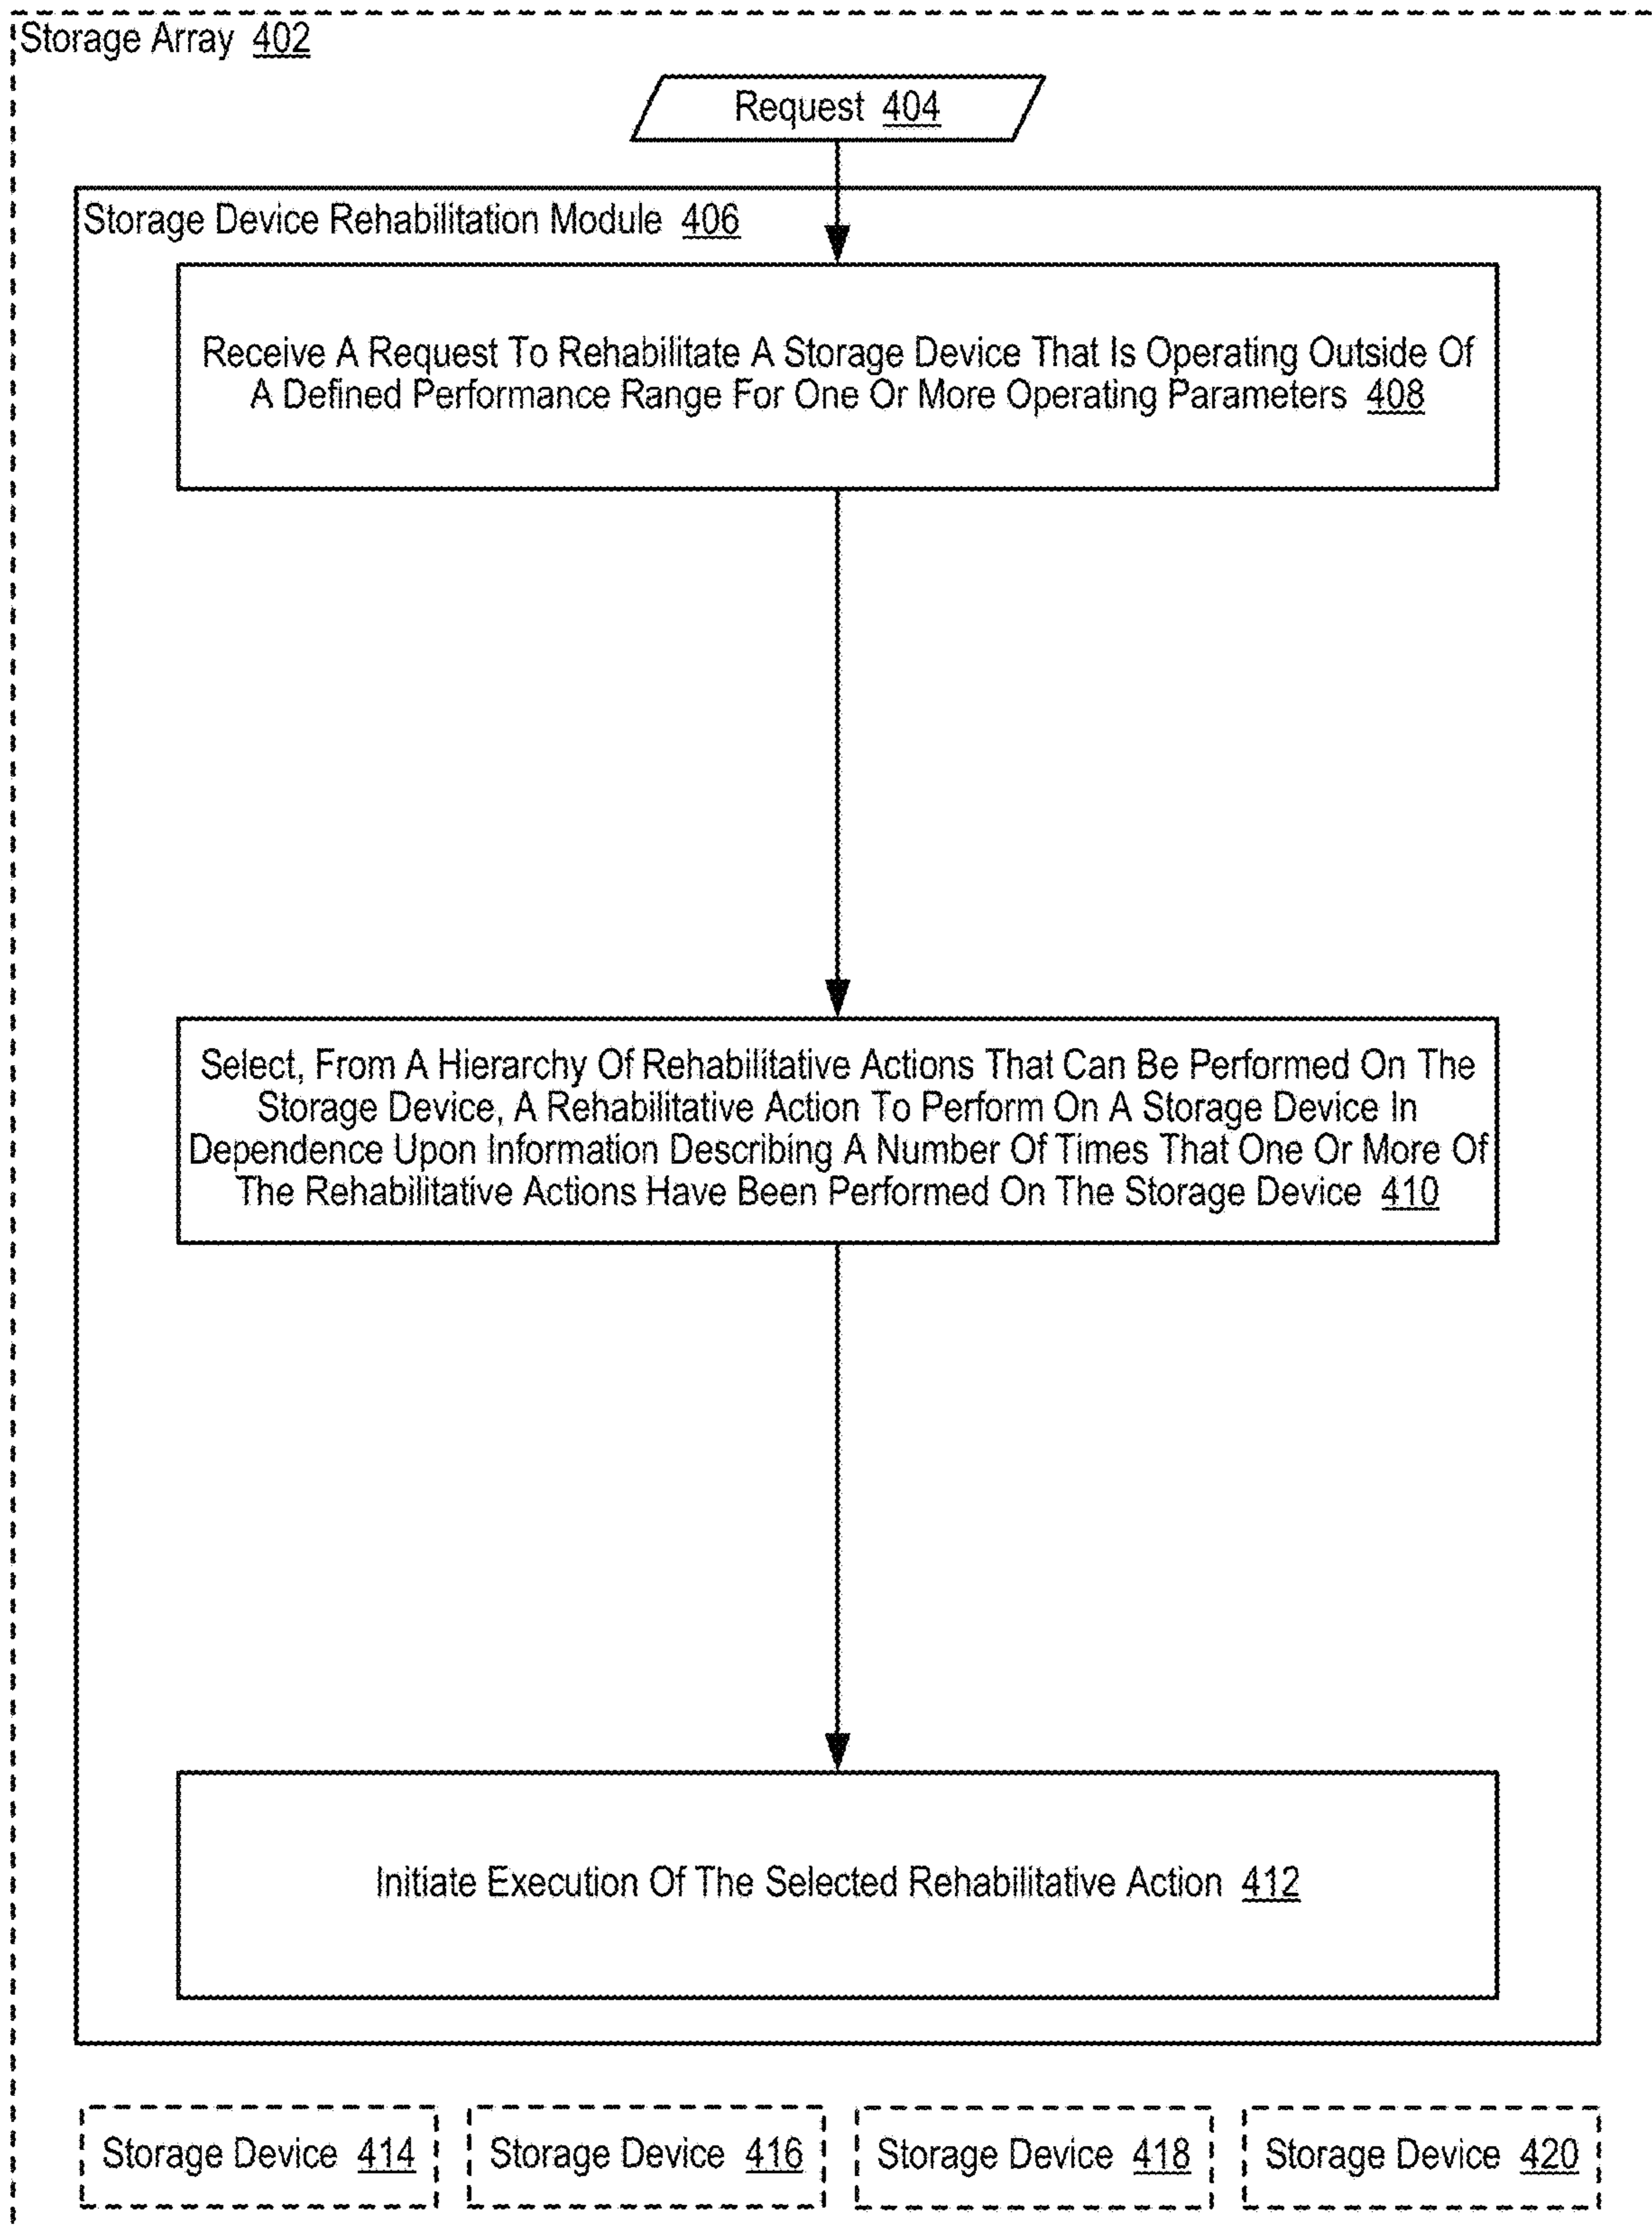 Storage Array 402
Request 404
Storage Device Rehabilitation Module 406
Receive A Request To Rehabilitate A Storage Device That Is Operating Outside Of
A Defined Performance Range For One Or More Operating Parameters 408
Select, From A Hierarchy Of Rehabilitative Actions That Can Be Performed On The
Storage Device, A Rehabilitative Action To Perform On A Storage Device In
Dependence Upon Information Describing A Number Of Times That One Or More Of
The Rehabilitative Actions Have Been Performed On The Storage Device 410
Initiate Execution Of The Selected Rehabilitative Action 412
Storage Device 414
Storage Device 416
Storage Device 418
Storage Device 420